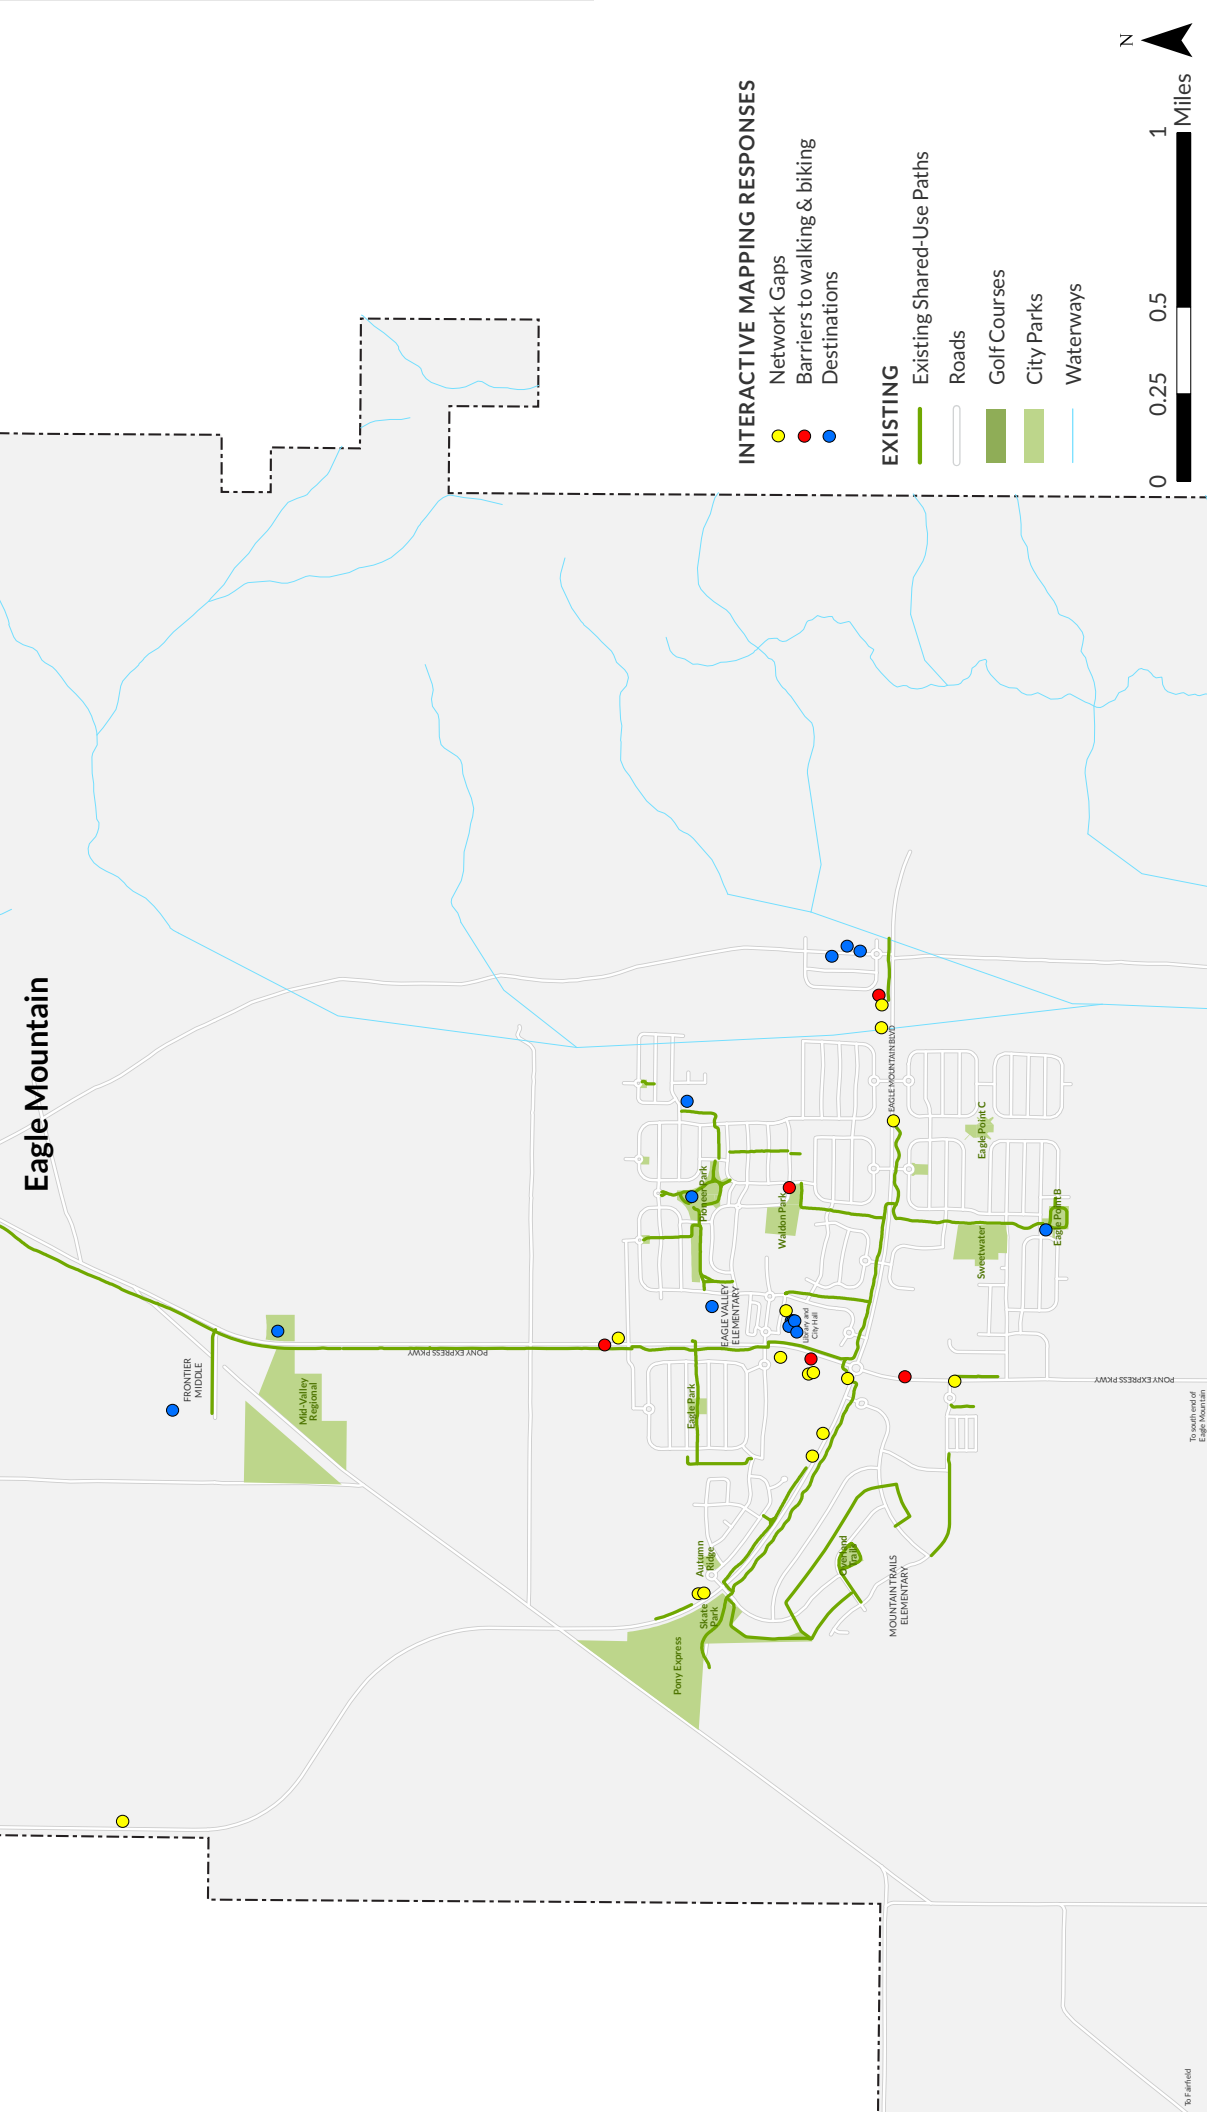 Eagle Mountain
N
INTERACTIVE MAPPING RESPONSES
Network Gaps
Barriers to walking & biking
Destinations
EXISTING
Existing Shared-Use Paths
Roads
Golf Courses
City Parks
Waterways
0
0.25
0.5
1
Miles
FRONTIER
MIDDLE
Mid-Valley
Regional
PONY EXPRESS PKWY
Pioneer Park
EAGLE VALLEY
ELEMENTARY
Waldon Park
Library and
City Hall
EAGLE MOUNTAIN BLVD
Eagle Point C
Sweetwater
Eagle Point B
Eagle Park
Autumn
Ridge
Skate
Park
Pony Express
Overland
Trails
MOUNTAIN TRAILS
ELEMENTARY
PONY EXPRESS PKWY
To south end of
Eagle Mountain
To Fairfield